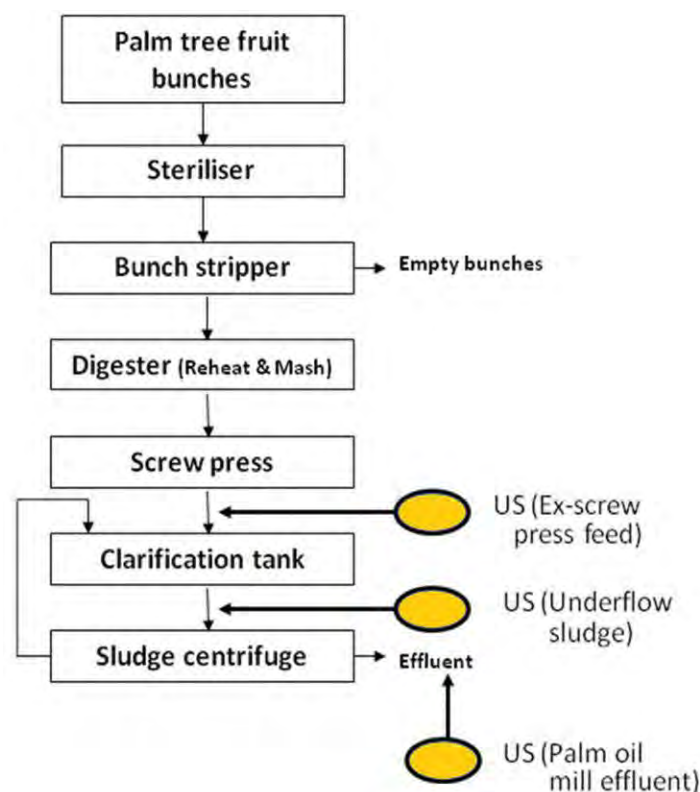 Palm tree fruit
bunches
Steriliser
Bunch stripper
Empty bunches
Digester (Reheat & Mash)
Screw press
US (Ex-screw
press feed)
Clarification tank
US (Underflow
sludge)
Sludge centrifuge
Effluent
US (Palm oil
mill effluent)